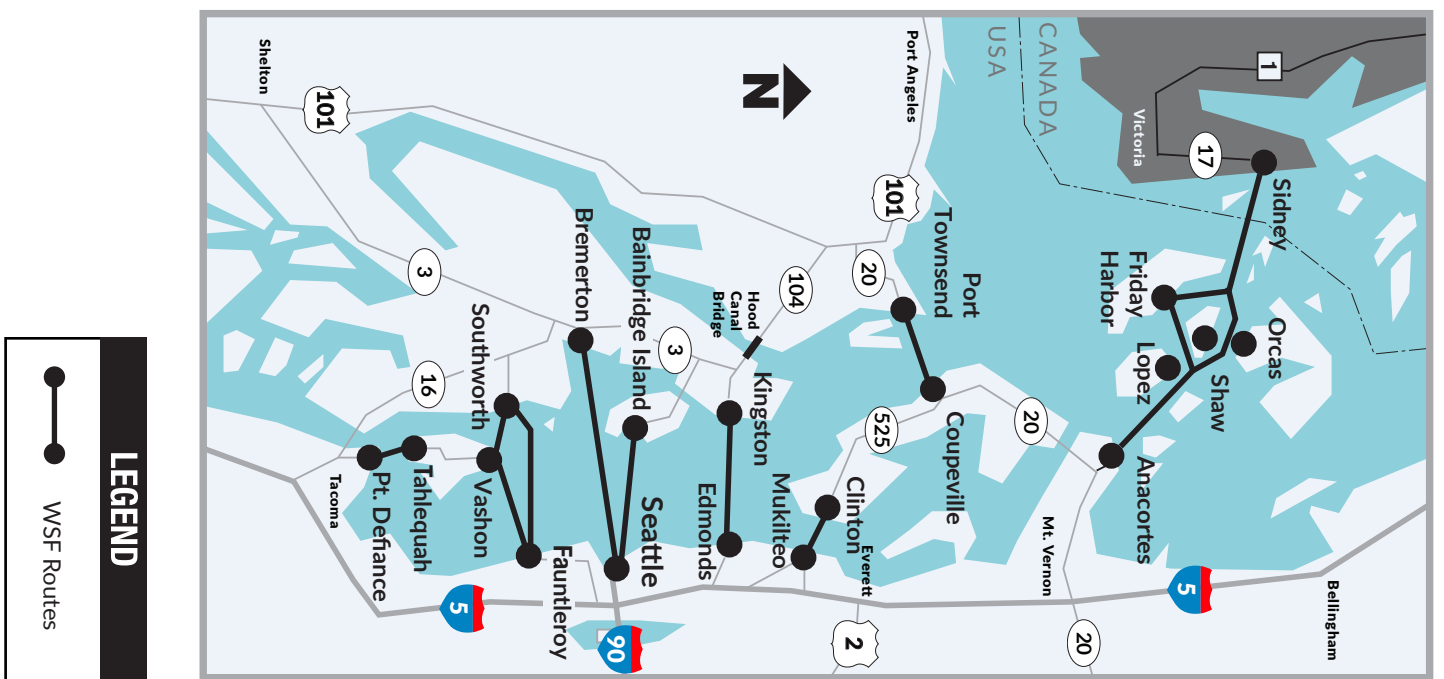 1
CANADA
USA
Victoria
17
Sidney
Port Angeles
N
Shelton
101
101
Friday
Harbor
Orcas
Lopez
Shaw
Port
Townsend
20
104
Hood
Canal
Bridge
3
3
Bremerton
Bainbridge Island
Kingston
Southworth
16
Anacortes
20
Coupeville
525
Clinton
Mukilteo
Everett
Edmonds
Seattle
Fauntleroy
Vashon
Tahlequah
Pt. Defiance
Tacoma
Mt. Vernon
Bellingham
5
20
2
90
5
LEGEND
WSF Routes